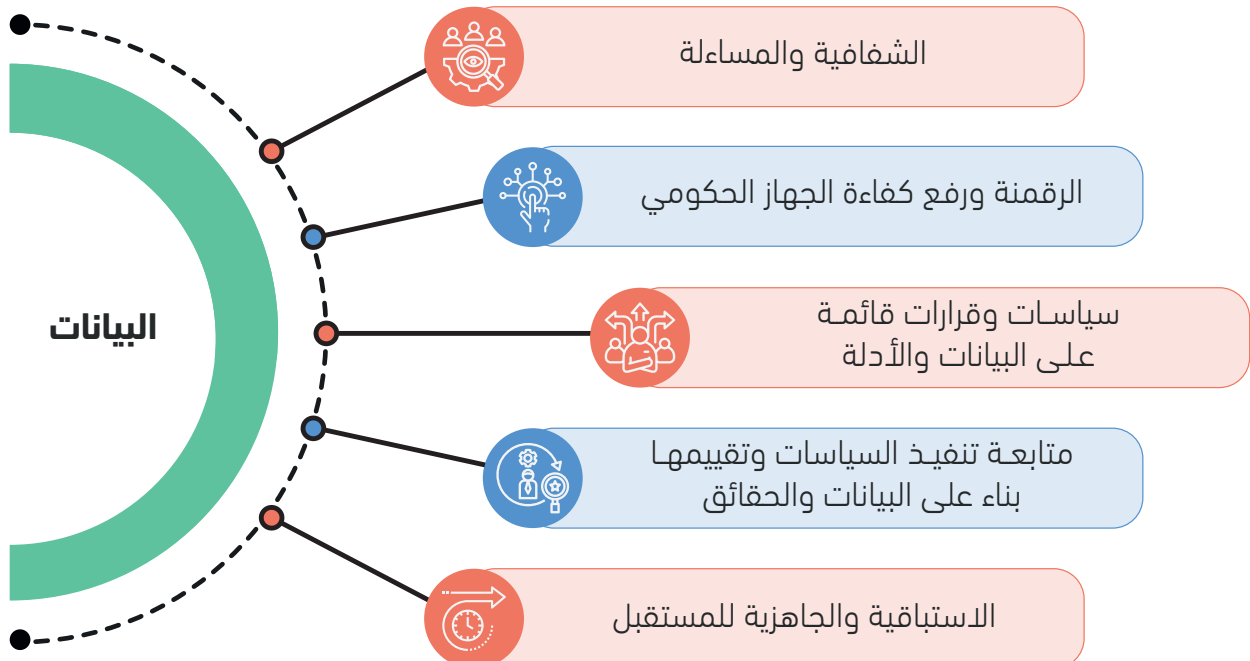 البيانات
الشفافية والمساءلة
الرقمنة ورفع كفاءة الجهاز الحكومي
سياسات وقرارات قائمة
على البيانات والأدلة
متابعة تنفيذ السياسات وتقييمها
بناء على البيانات والحقائق
الاستباقية والجاهزية للمستقبل